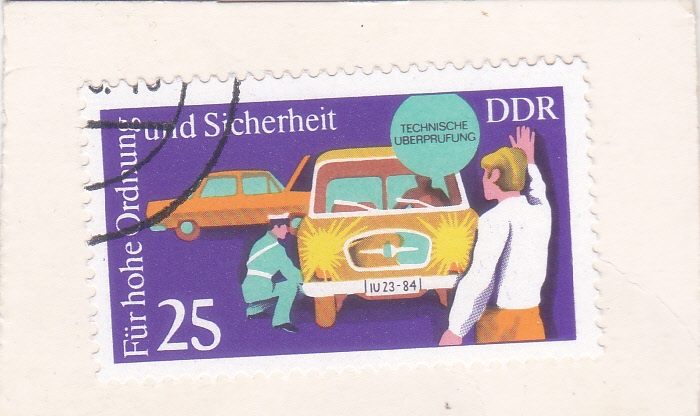 Für hohe Ordnung und Sicherheit
DDR
TECHNISCHE
ÜBERPRÜFUNG
IU 23-84
25